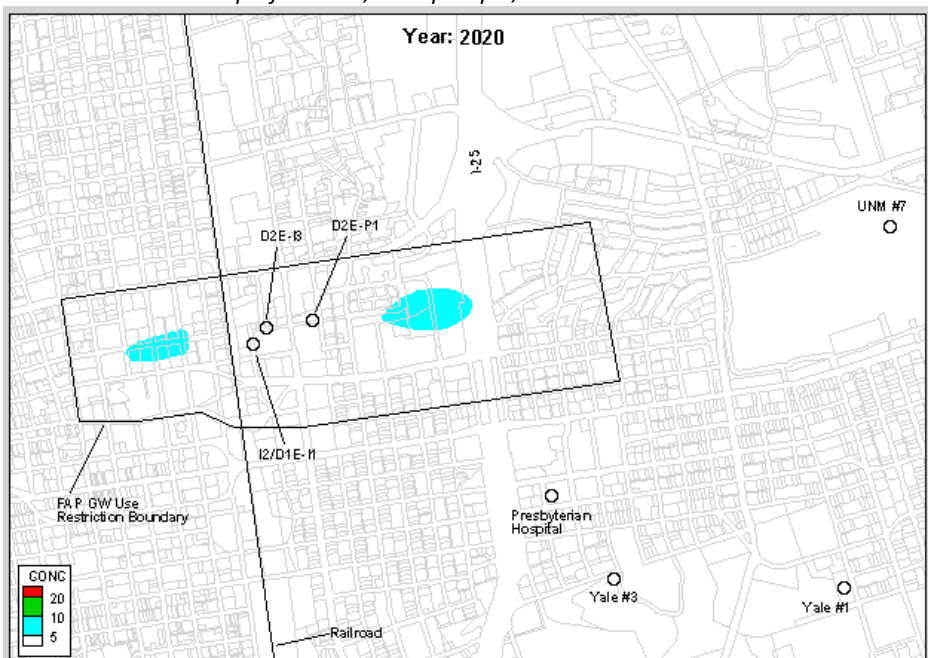 Year: 2020
I-25
UNM #7
D2E-P1
D2E-I3
I2/D1E-I1
FAP GW Use
Restriction Boundary
Presbyterian
Hospital
Yale #3
Yale #1
CONC
20
10
5
Railroad